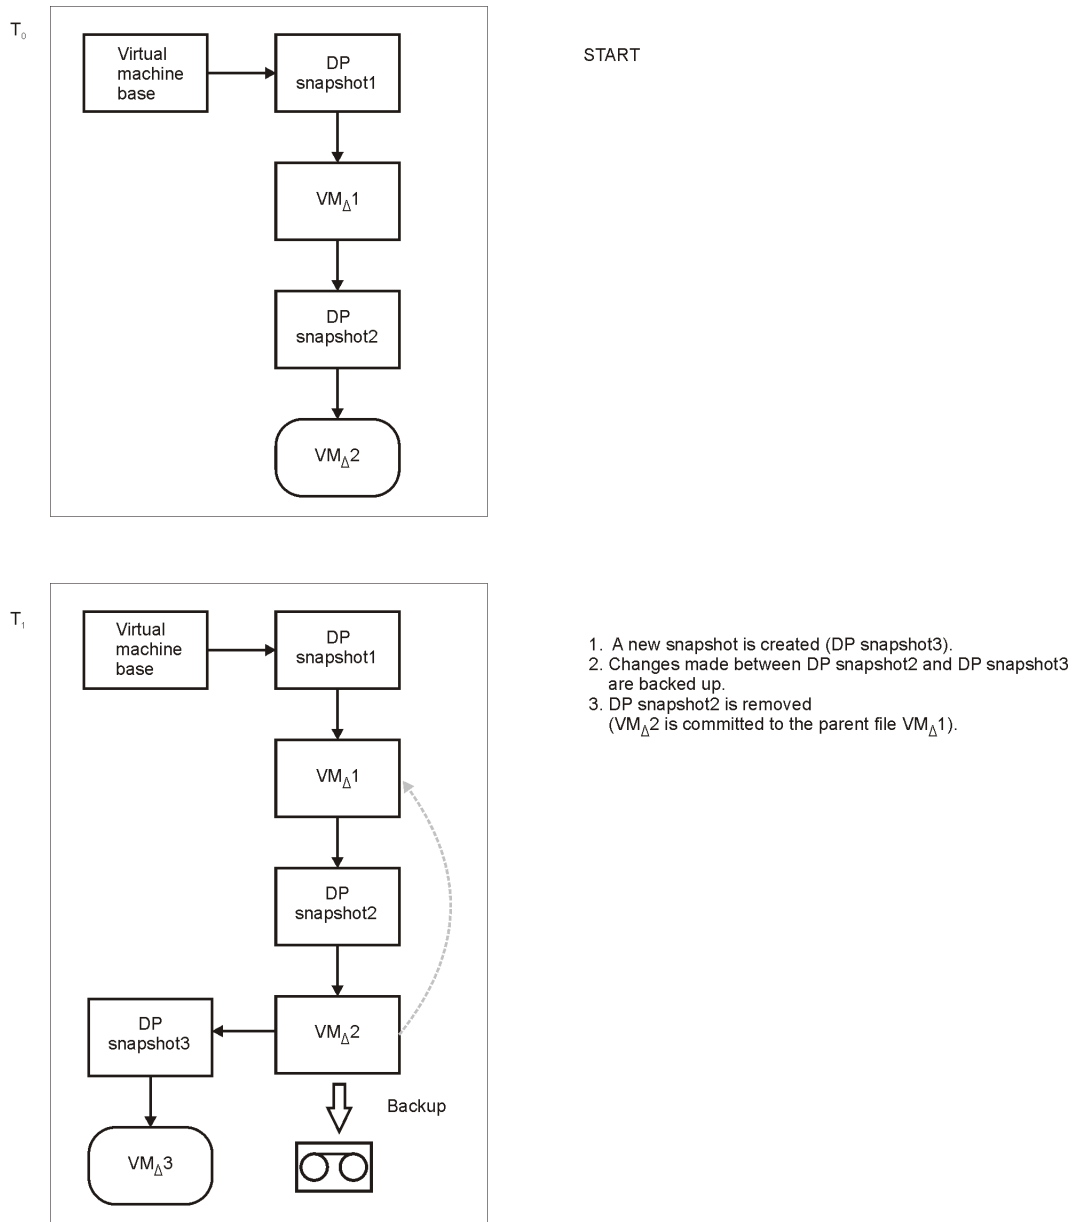 T0
START
Virtual
machine
base
DP
snapshot1
VMΔ1
DP
snapshot2
VMΔ2
T1
Virtual
machine
base
DP
snapshot1
VMΔ1
DP
snapshot2
VMΔ2
DP
snapshot3
VMΔ3
Backup
1. A new snapshot is created (DP snapshot3).
2. Changes made between DP snapshot2 and DP snapshot3
are backed up.
3. DP snapshot2 is removed
(VMΔ2 is committed to the parent file VMΔ1).